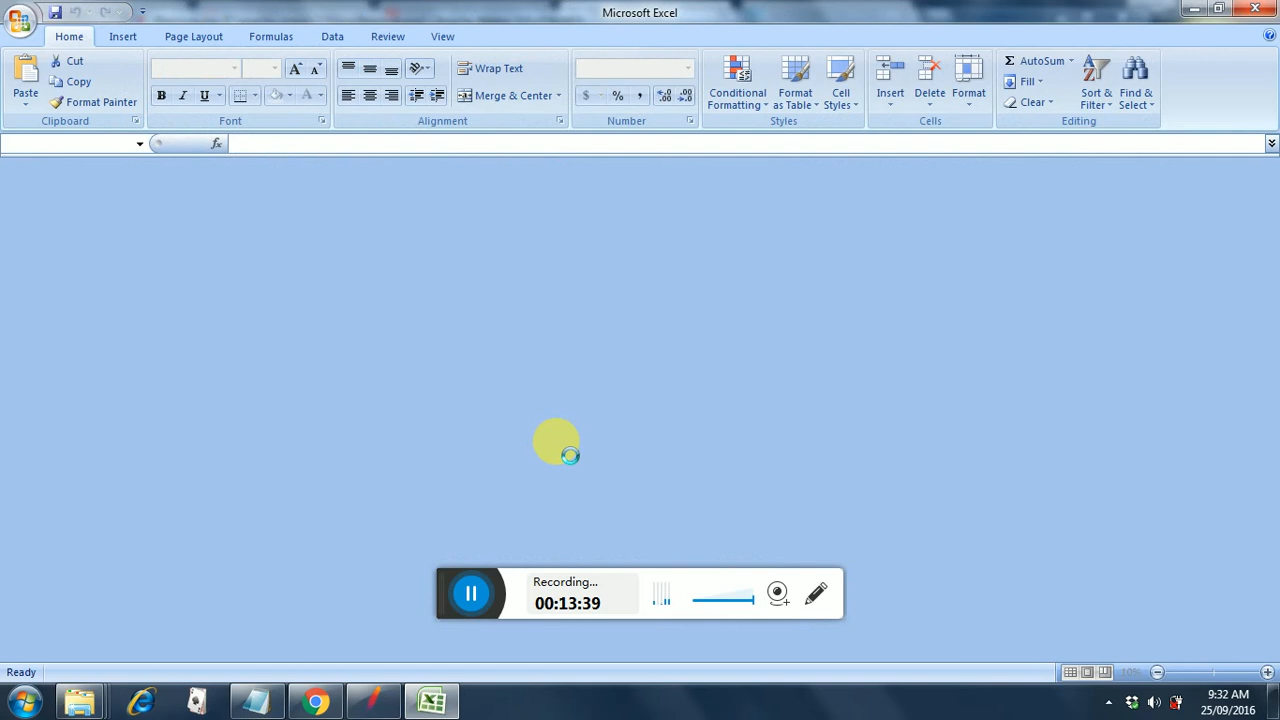 Microsoft Excel
Home Insert Page Layout Formulas Data Review View
Paste
Cut
Copy
Format Painter
Clipboard
B I U
Font
Wrap Text
Merge & Center
Alignment
$ % ,
Number
Conditional Formatting
Format as Table
Cell Styles
Styles
Insert
Delete
Format
Cells
Σ AutoSum
Fill
Clear
Sort & Filter
Find & Select
Editing
fx
Recording...
00:13:39
Ready
10%
9:32 AM
25/09/2016